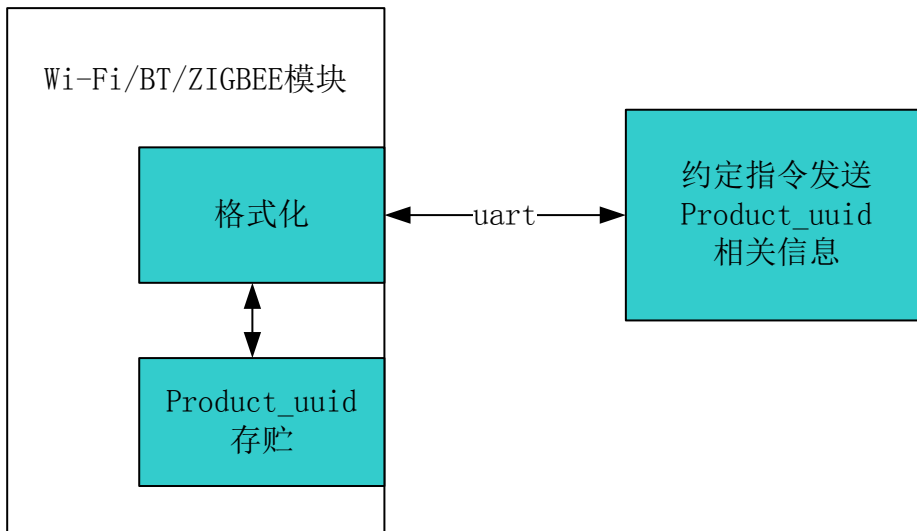 Wi-Fi/BT/ZIGBEE模块
格式化
uart
约定指令发送
Product_uuid
相关信息
Product_uuid
存贮